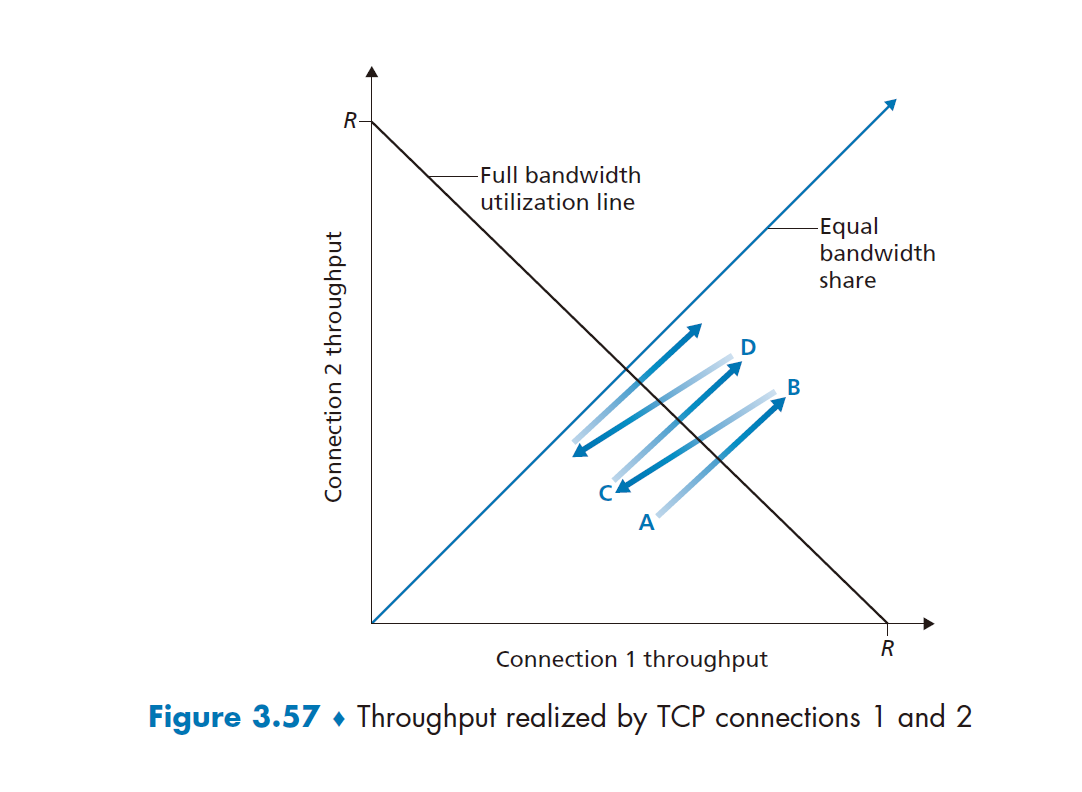 R
Full bandwidth
utilization line
Equal
bandwidth
share
Connection 2 throughput
D
B
C
A
R
Connection 1 throughput
Figure 3.57 ♦ Throughput realized by TCP connections 1 and 2